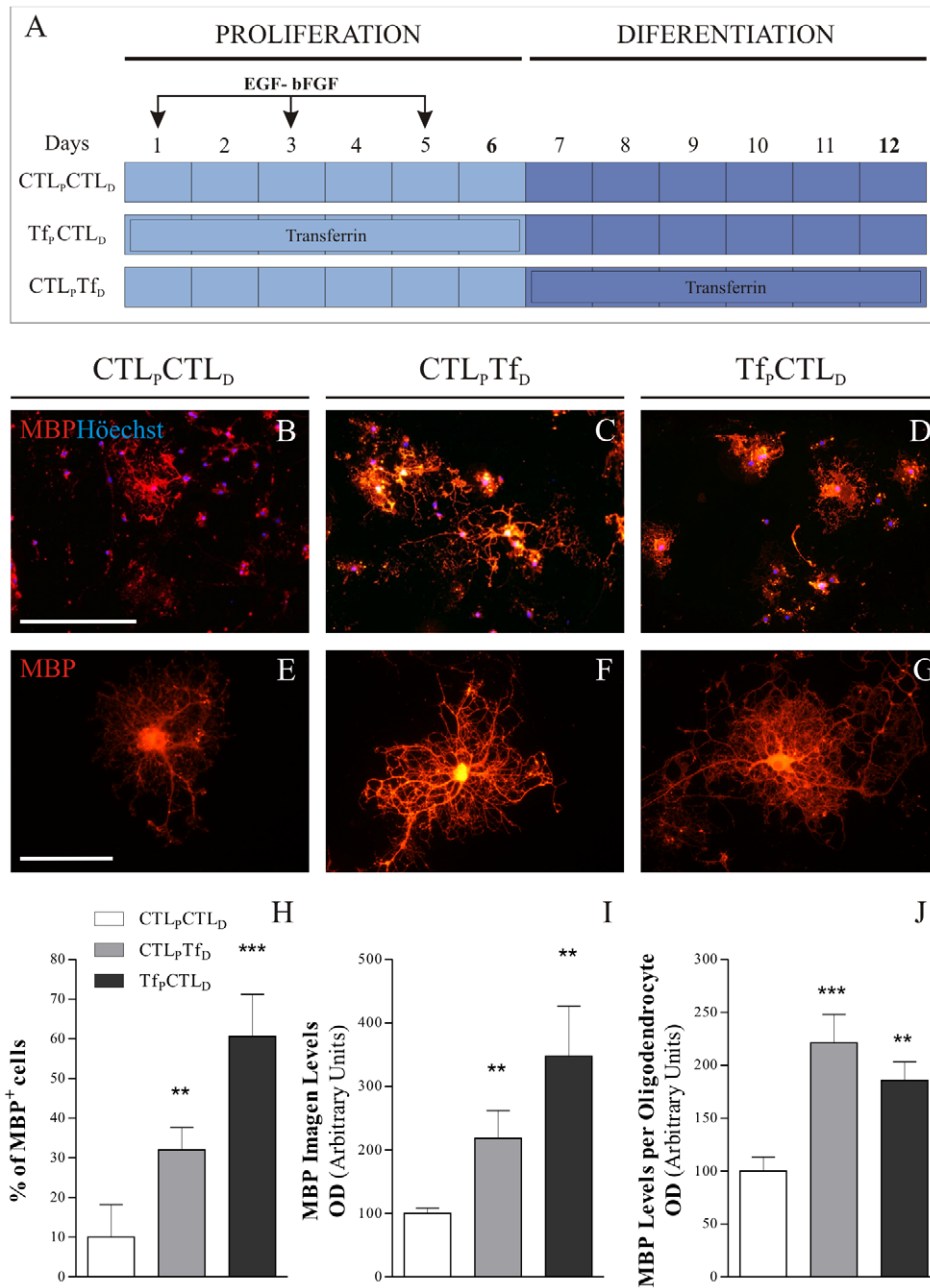 A
PROLIFERATION DIFERENTIATION
EGF- bFGF
Days 1 2 3 4 5 6 7 8 9 10 11 12
CTLPCTLD
TfPCTLD Transferrin
CTLPTfD Transferrin
CTLPCTLD CTLPTfD TfPCTLD
MBPHöechst B C D
MBP E F G
H I J
CTLPCTLD
CTLPTfD
TfPCTLD
% of MBP+ cells
80
70
60
50
40
30
20
10
0
** ***
MBP Imagen Levels
OD (Arbitrary Units)
500
400
300
200
100
0
** **
MBP Levels per Oligodendrocyte
OD (Arbitrary Units)
300
250
200
150
100
50
0
*** **